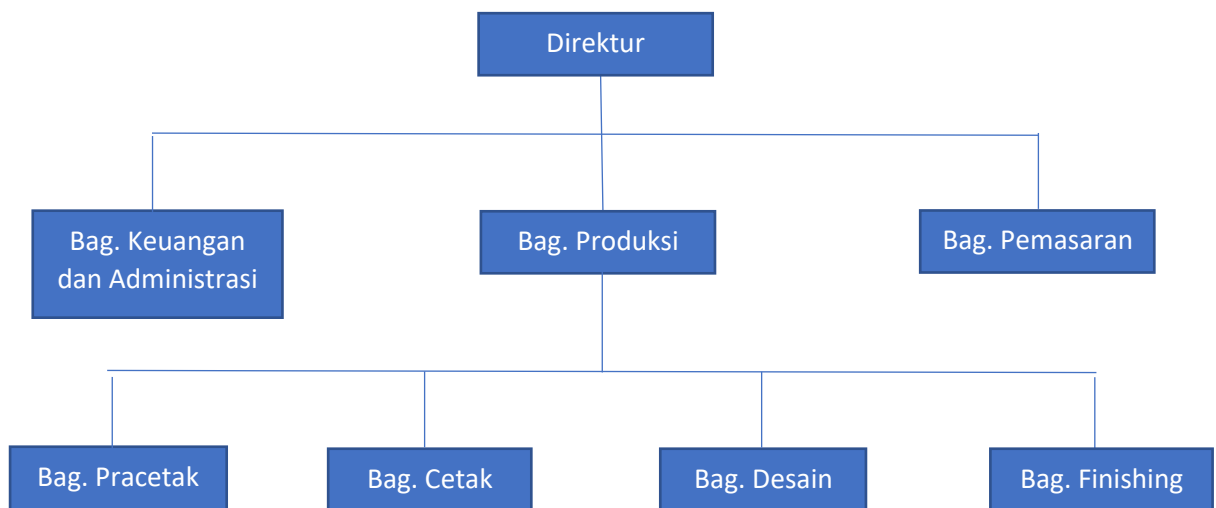 Direktur
Bag. Keuangan
dan Administrasi
Bag. Produksi
Bag. Pemasaran
Bag. Pracetak
Bag. Cetak
Bag. Desain
Bag. Finishing